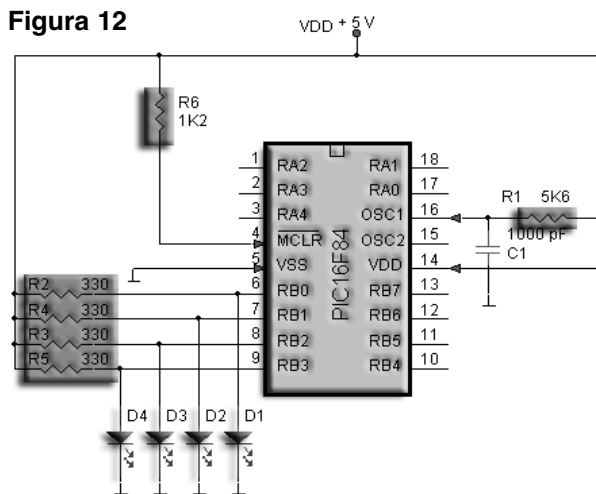 Figura 12
VDD + 5 V
R6
1K2
1 RA2 RA1 18
2 RA3 RA0 17
3 RA4 OSC1 16
4 MCLR OSC2 15
5 VSS VDD 14
6 RB0 RB7 13
7 RB1 RB6 12
8 RB2 RB5 11
9 RB3 RB4 10
PIC16F84
R1 5K6
1000 pF
C1
R2 330
R4 330
R3 330
R5 330
D4 D3 D2 D1